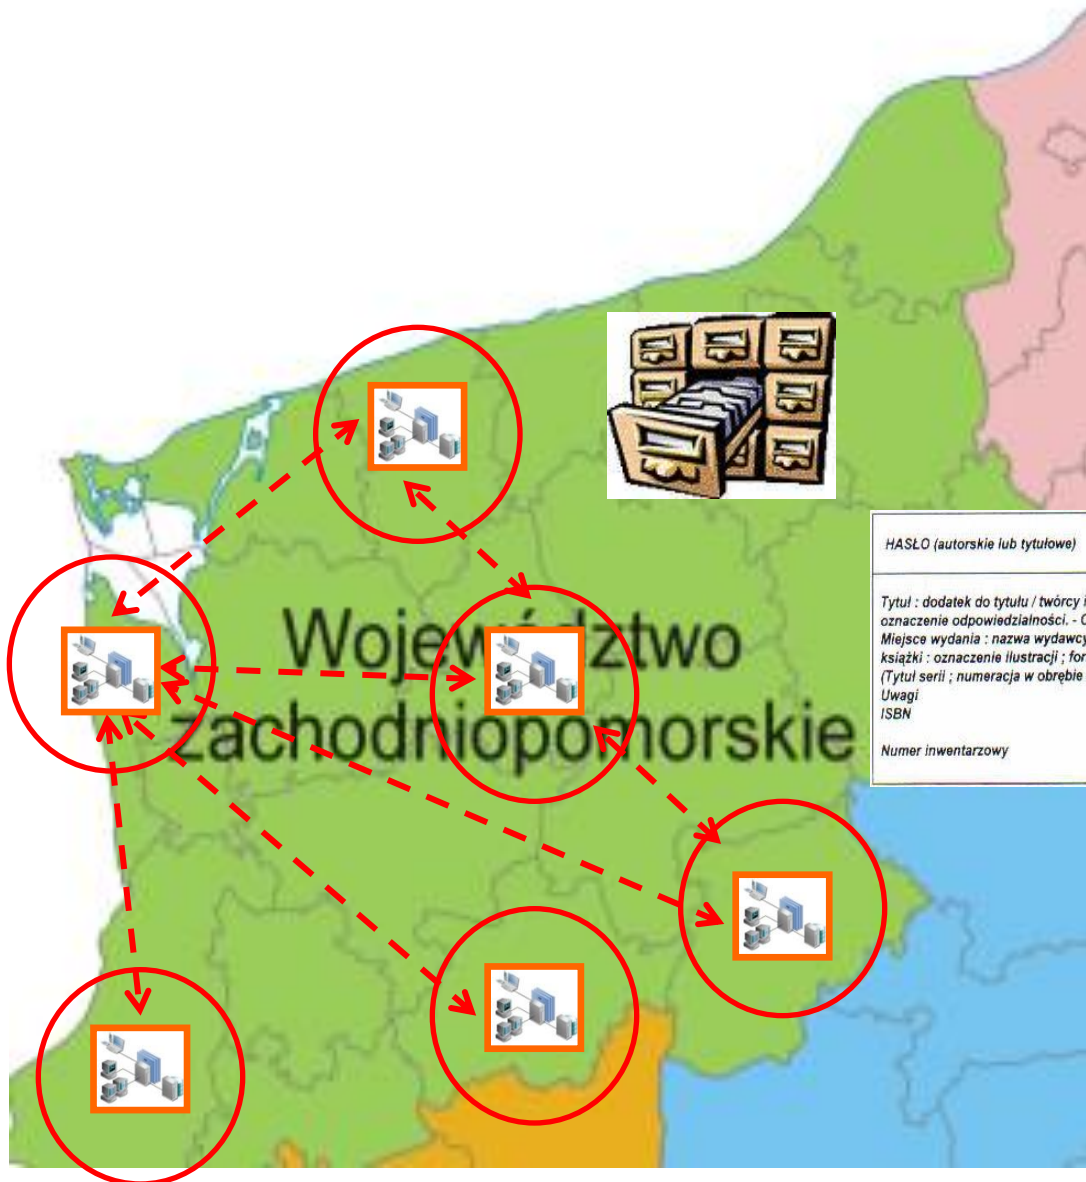 Województwo
zachodniopomorskie
HASŁO (autorskie lub tytułowe)
Tytuł : dodatek do tytułu / twórcy i
oznaczenie odpowiedzialności. -
Miejsce wydania : nazwa wydawcy
książki : oznaczenie ilustracji ; for
(Tytuł serii ; numeracja w obrębie
Uwagi
ISBN
Numer inwentarzowy